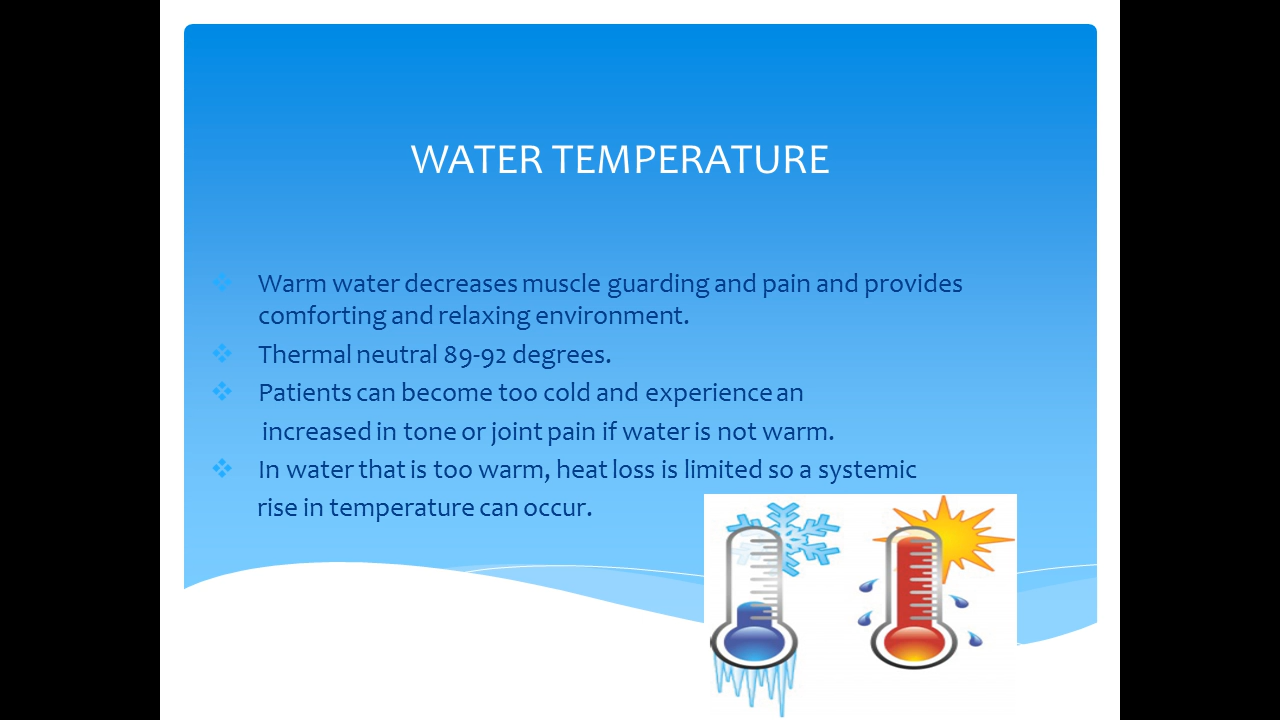 WATER TEMPERATURE
Warm water decreases muscle guarding and pain and provides
comforting and relaxing environment.
Thermal neutral 89-92 degrees.
Patients can become too cold and experience an
increased in tone or joint pain if water is not warm.
In water that is too warm, heat loss is limited so a systemic
rise in temperature can occur.